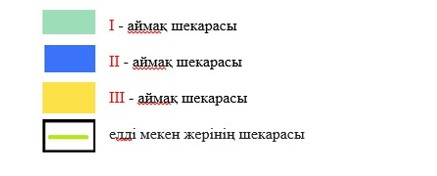 I - аймақ шекарасы
II - аймақ шекарасы
III - аймақ шекарасы
елді мекен жерінің шекарасы